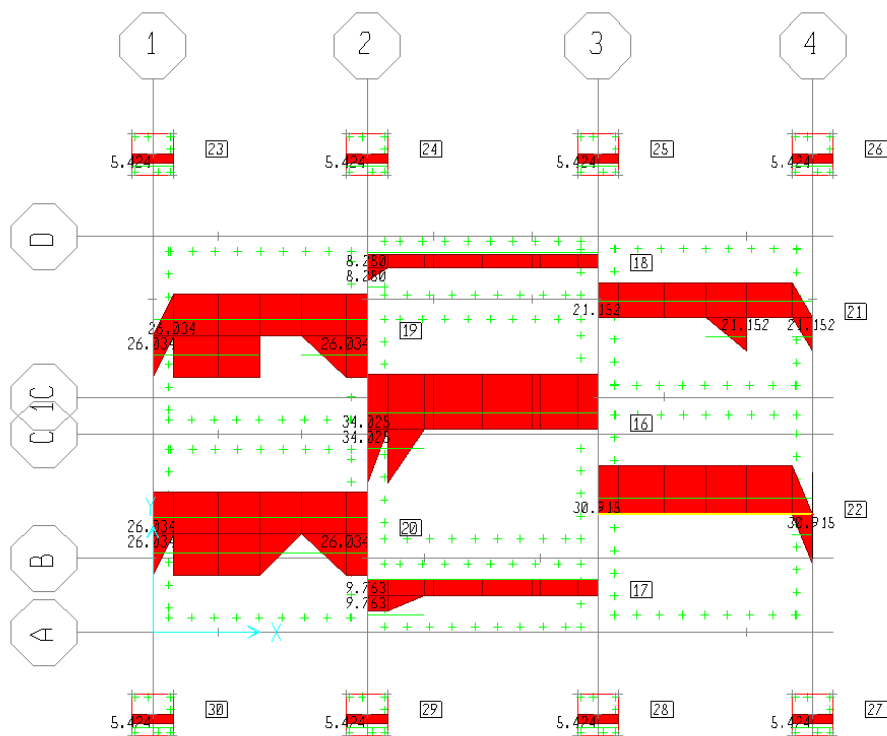 1 2 3 4
23 24 25 26
5.424 5.424 5.424 5.424
D
8.280 18
8.280
21.152 21.152 21.152 21
26.034 19
26.034 26.034
1C
34.025 16
34.025
C
30.915 22
30.915
Y
26.034 20
26.034 26.034
B
9.763 17
9.763
A
X
30 29 28 27
5.424 5.424 5.424 5.424